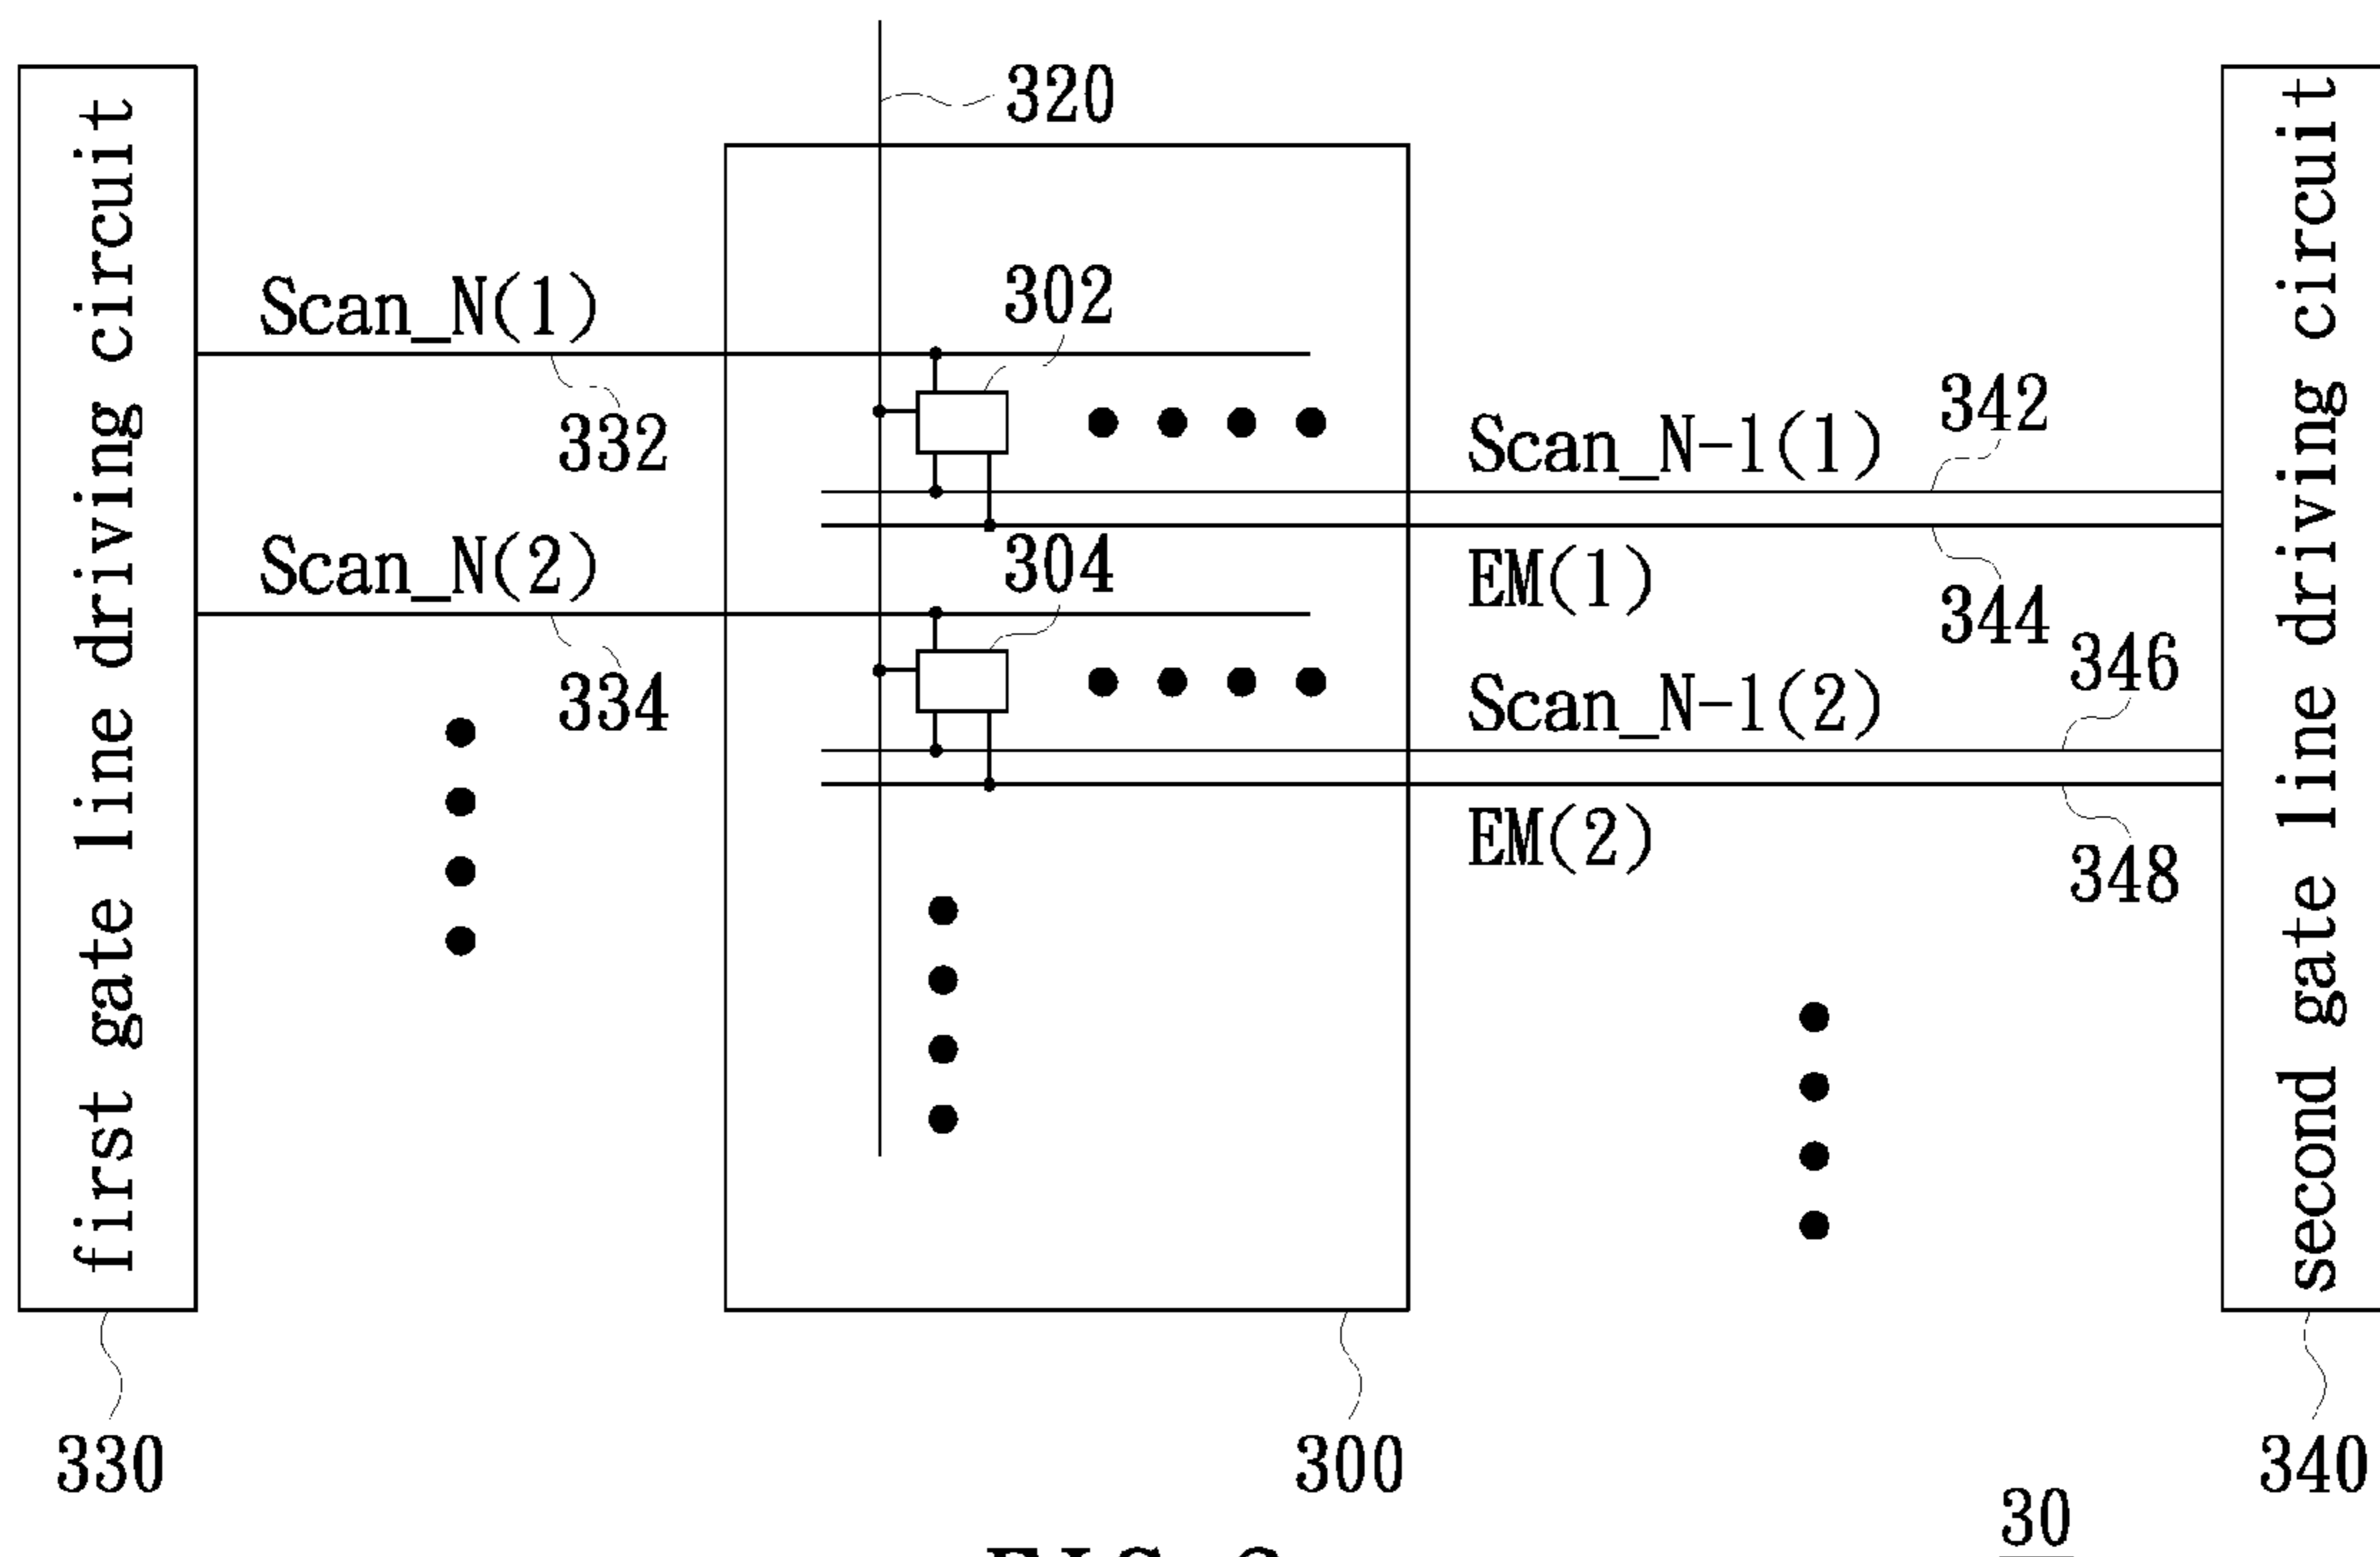 320
302
Scan_N(1)
332
342
Scan_N-1(1)
304
Scan_N(2)
EM(1)
344
346
334
Scan_N-1(2)
EM(2)
348
first gate line driving circuit
second gate line driving circuit
330
300
340
30